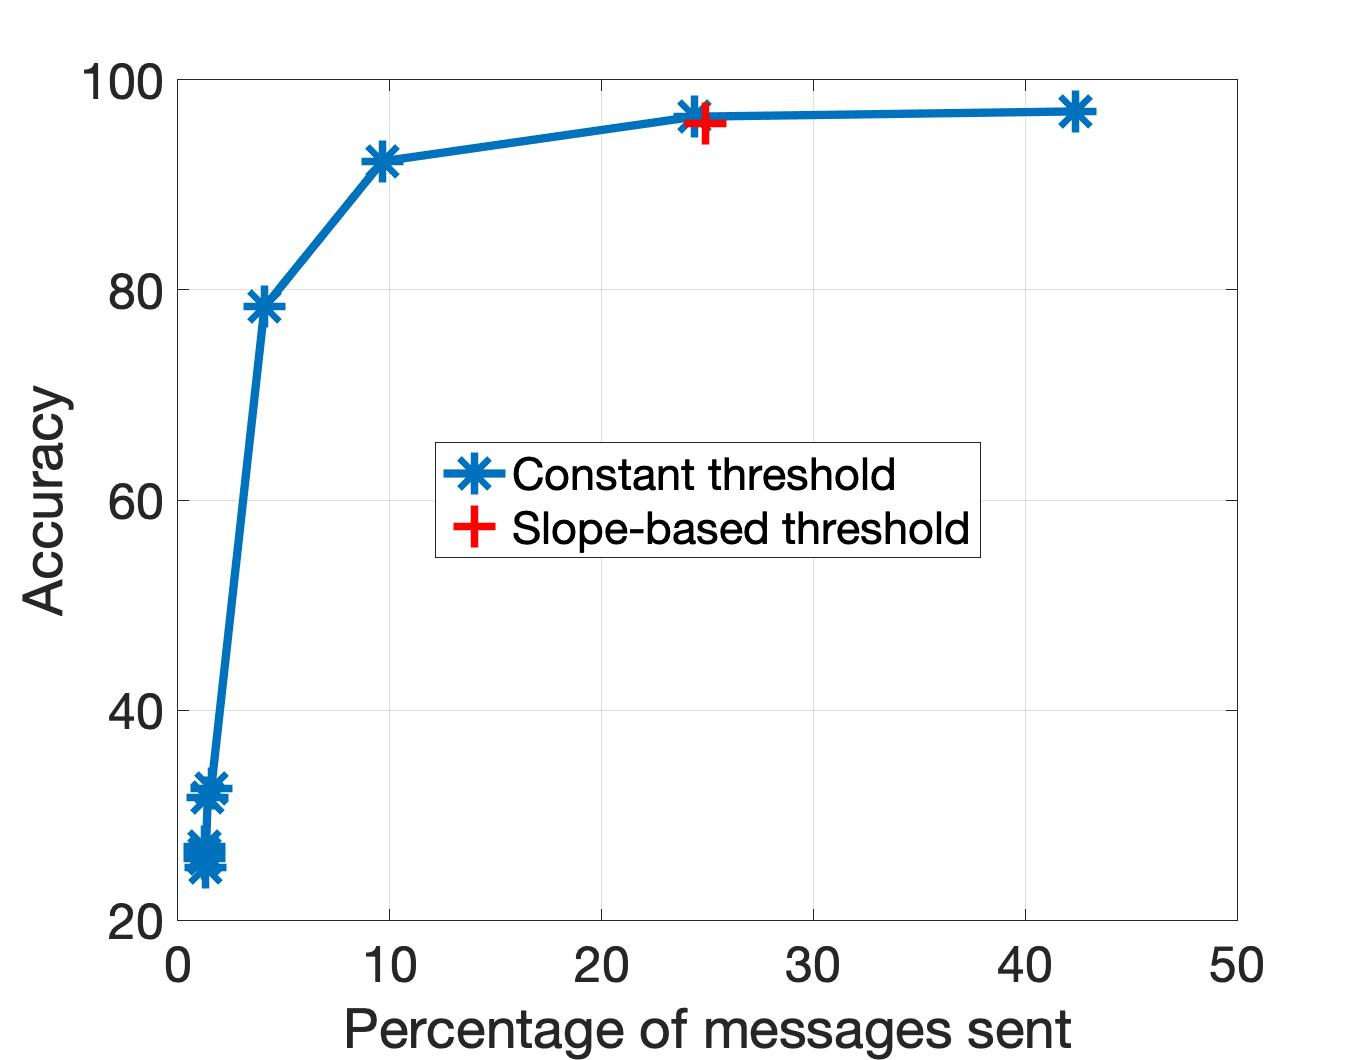 100
80
60
40
20
0 10 20 30 40 50
Accuracy
Percentage of messages sent
Constant threshold
Slope-based threshold